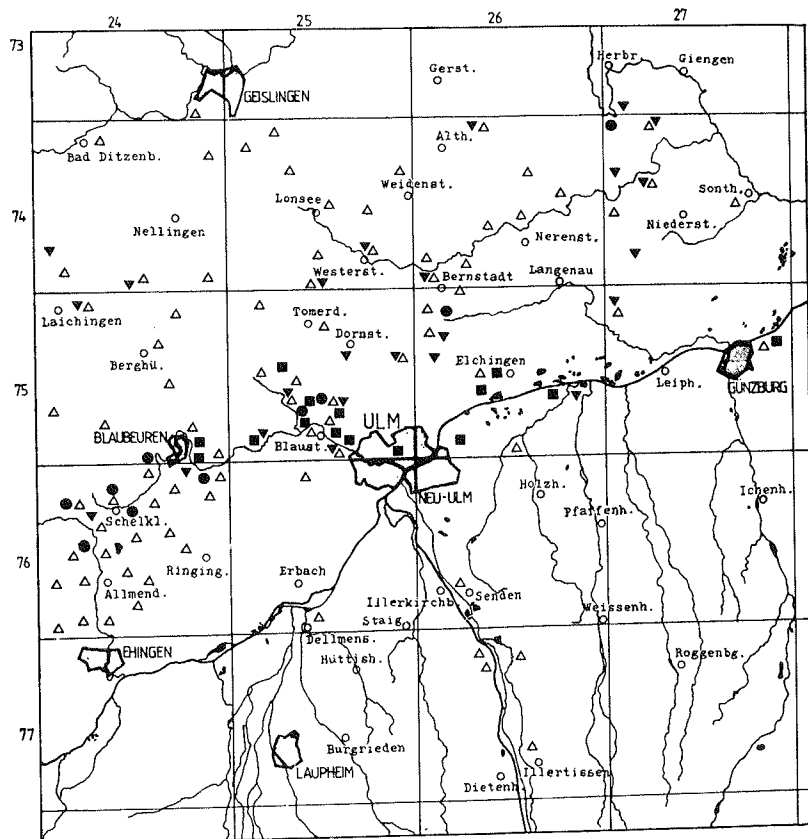 24 25 26 27
73
Herbr.
Giengen
Gerst.
GEISLINGEN
Alth.
Bad Ditzenb.
Weidenst.
Lonsee
Sonth.
74
Niederst.
Nellingen
Nerenst.
Westerst.
Bernstadt
Langenau
Laichingen
Tomerd.
Dornst.
Berghü.
Elchingen
75
Leiph.
GÜNZBURG
ULM
BLAUBEUREN
Blaust.
NEU-ULM
Holzh.
Ichenh.
Schelkl.
Pfaffenh.
76
Ringing.
Erbach
Allmend.
Illerkirchb.
Senden
Staig
Weissenh.
Dellmens.
EHINGEN
Hüttish.
Roggenbg.
77
Burgrieden
LAUPHEIM
Illertissen
Dietenh.